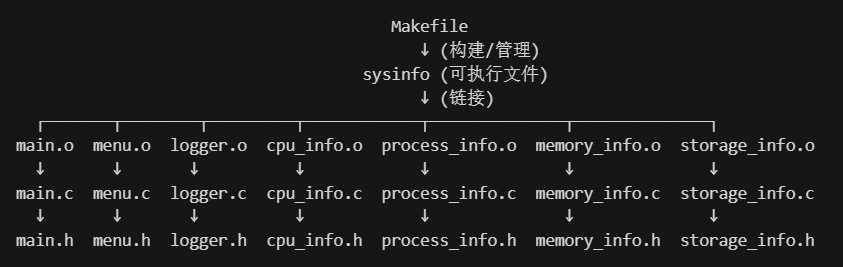 Makefile
↓ (构建/管理)
sysinfo (可执行文件)
↓ (链接)
main.o menu.o logger.o cpu_info.o process_info.o memory_info.o storage_info.o
↓ ↓ ↓ ↓ ↓ ↓ ↓
main.c menu.c logger.c cpu_info.c process_info.c memory_info.c storage_info.c
↓ ↓ ↓ ↓ ↓ ↓ ↓
main.h menu.h logger.h cpu_info.h process_info.h memory_info.h storage_info.h